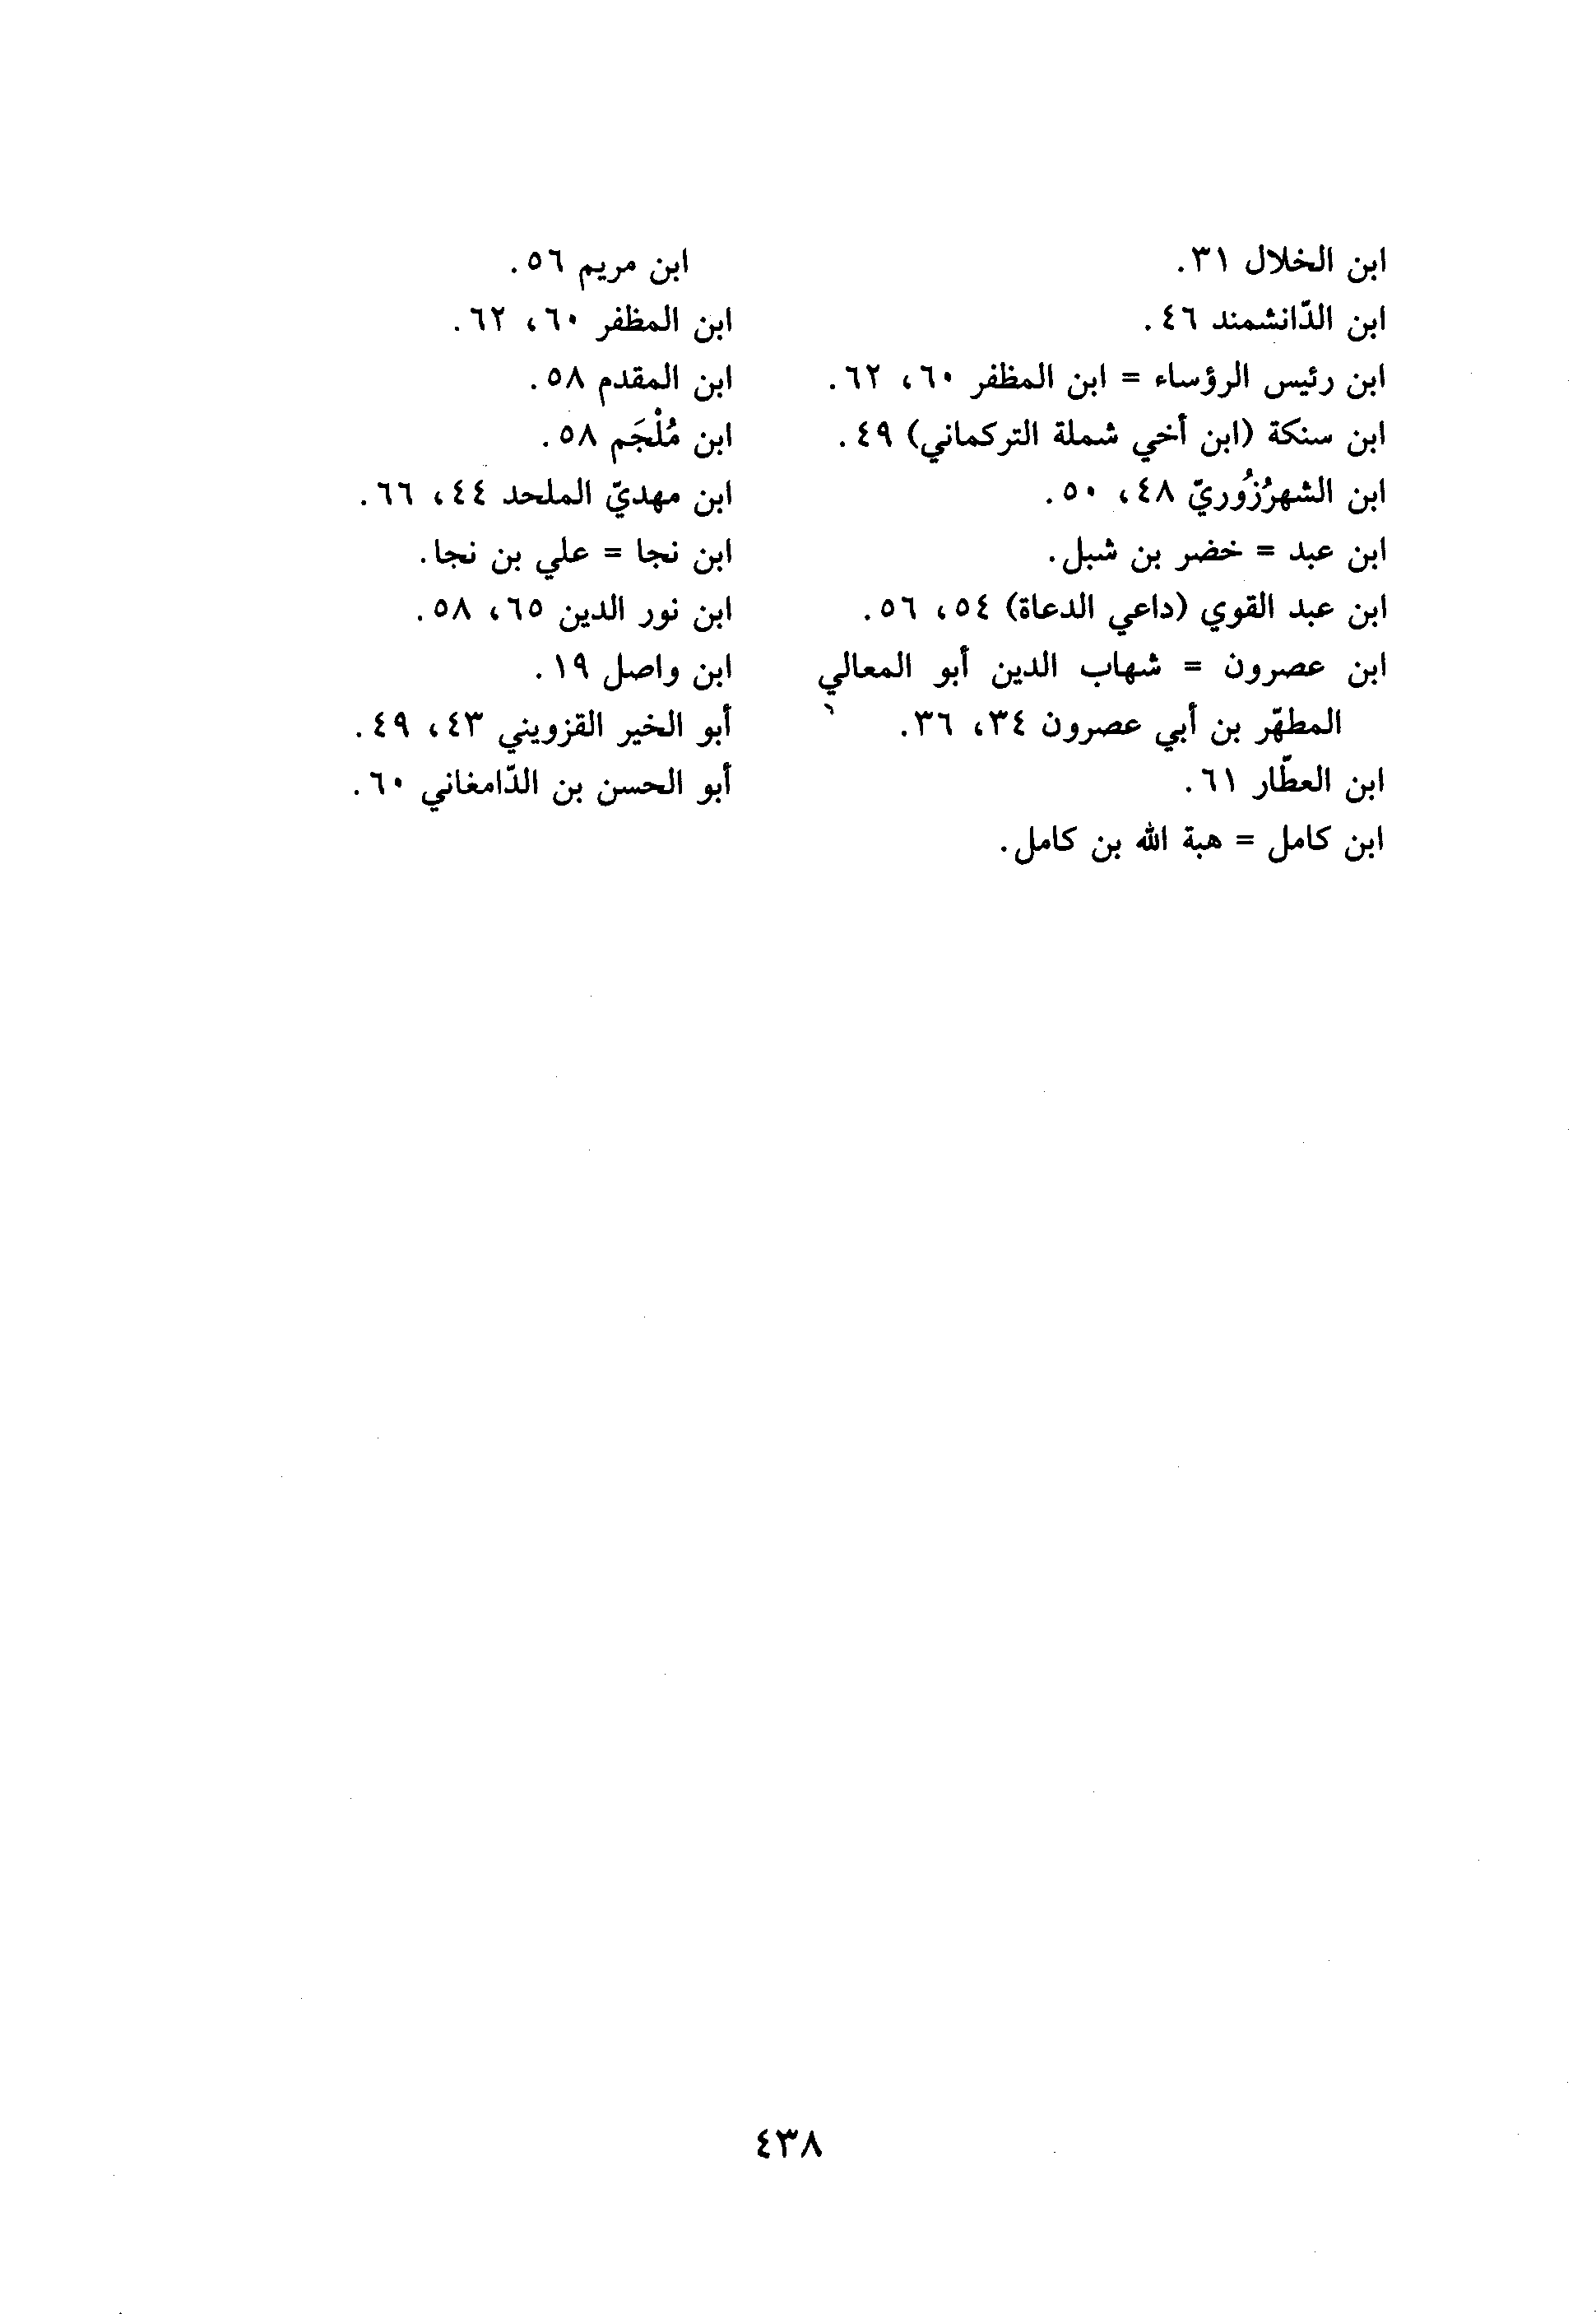 ابن الخلال ٣١.
ابن الدّانشمند ٤٦.
ابن رئيس الرؤساء = ابن المظفر ٦٠، ٦٢.
ابن سنكة (ابن أخي شملة التركماني) ٤٩.
ابن الشهرُزُوريّ ٤٨، ٥٠.
ابن عبد = خضر بن شبل.
ابن عبد القوي (داعي الدعاة) ٥٤، ٥٦.
ابن عصرون = شهاب الدين أبو المعالي
المطهّر بن أبي عصرون ٣٤، ٣٦.
ابن العطّار ٦١.
ابن كامل = هبة الله بن كامل.
ابن مريم ٥٦.
ابن المظفر ٦٠، ٦٢.
ابن المقدم ٥٨.
ابن مُلْجَم ٥٨.
ابن مهديّ الملحد ٤٤، ٦٦.
ابن نجا = علي بن نجا.
ابن نور الدين ٦٥، ٥٨.
ابن واصل ١٩.
أبو الخير القزويني ٤٣، ٤٩.
أبو الحسن بن الدّامغاني ٦٠.
٤٣٨